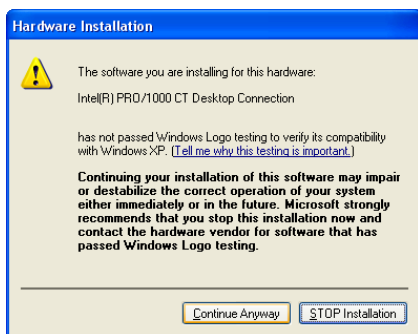 Hardware Installation
The software you are installing for this hardware:
Intel(R) PRO/1000 CT Desktop Connection
has not passed Windows Logo testing to verify its compatibility
with Windows XP. (Tell me why this testing is important.)
Continuing your installation of this software may impair
or destabilize the correct operation of your system
either immediately or in the future. Microsoft strongly
recommends that you stop this installation now and
contact the hardware vendor for software that has
passed Windows Logo testing.
Continue Anyway STOP Installation